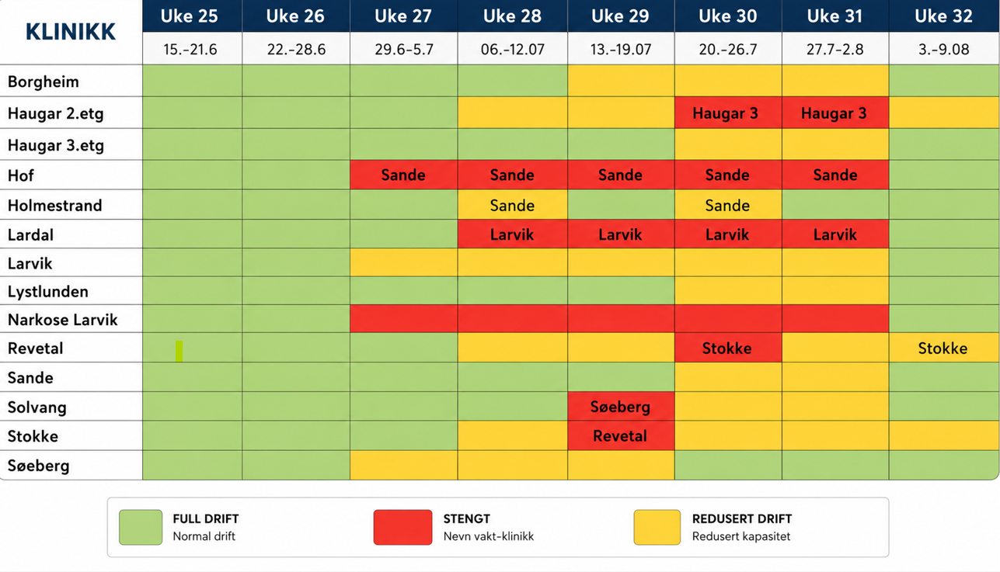 KLINIKK Uke 25 Uke 26 Uke 27 Uke 28 Uke 29 Uke 30 Uke 31 Uke 32
15.-21.6 22.-28.6 29.6-5.7 06.-12.07 13.-19.07 20.-26.7 27.7-2.8 3.-9.08
Borgheim
Haugar 2.etg Haugar 3 Haugar 3
Haugar 3.etg
Hof Sande Sande Sande Sande Sande
Holmestrand Sande Sande
Lardal Larvik Larvik Larvik Larvik
Larvik
Lystlunden
Narkose Larvik
Revetal Stokke Stokke
Sande
Solvang Søeberg
Stokke Revetal
Søeberg
FULL DRIFT STENGT REDUSERT DRIFT
Normal drift Nevn vakt-klinikk Redusert kapasitet